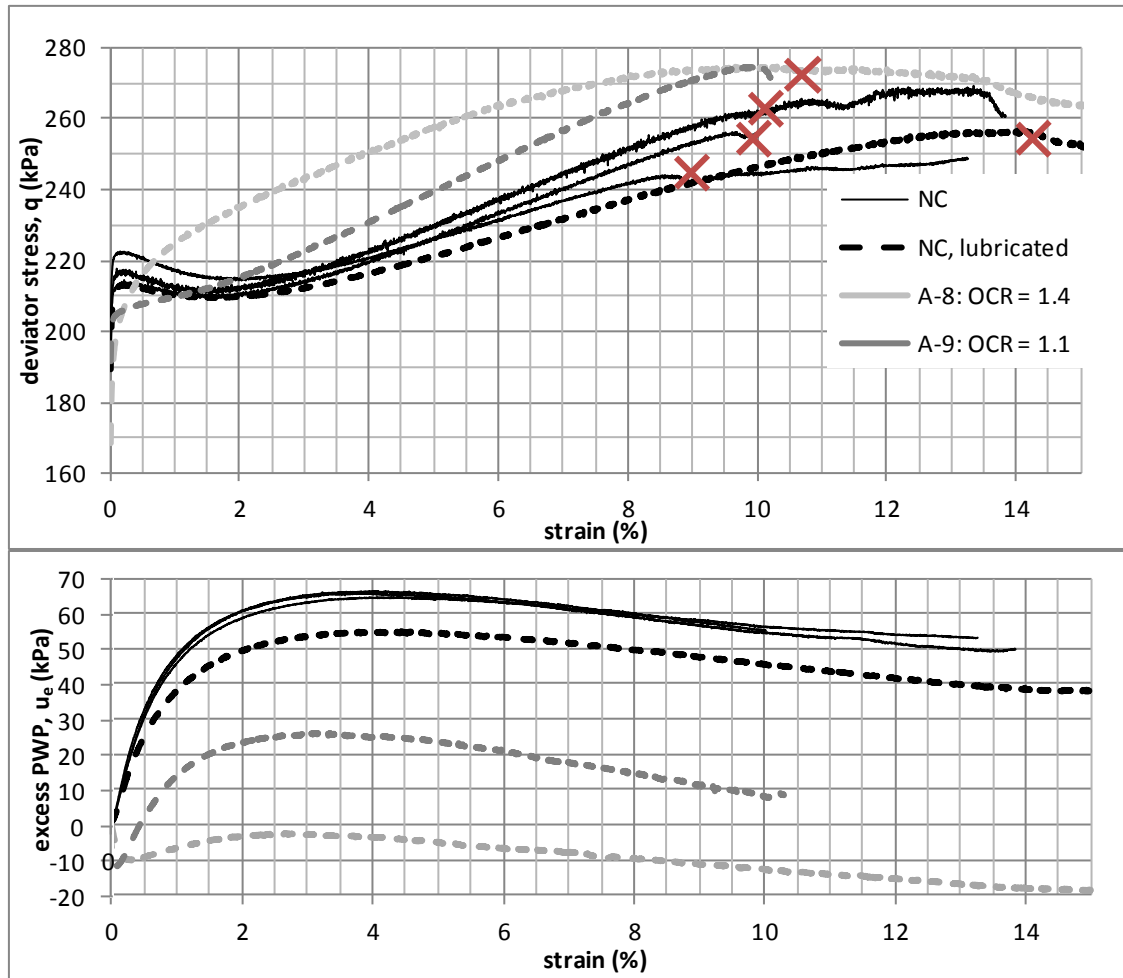 deviator stress, q (kPa)
280
260
240
220
200
180
160
0 2 4 6 8 10 12 14
strain (%)
NC
NC, lubricated
A-8: OCR = 1.4
A-9: OCR = 1.1
excess PWP, uₑ (kPa)
70
60
50
40
30
20
10
0
-10
-20
0
0 2 4 6 8 10 12 14
strain (%)